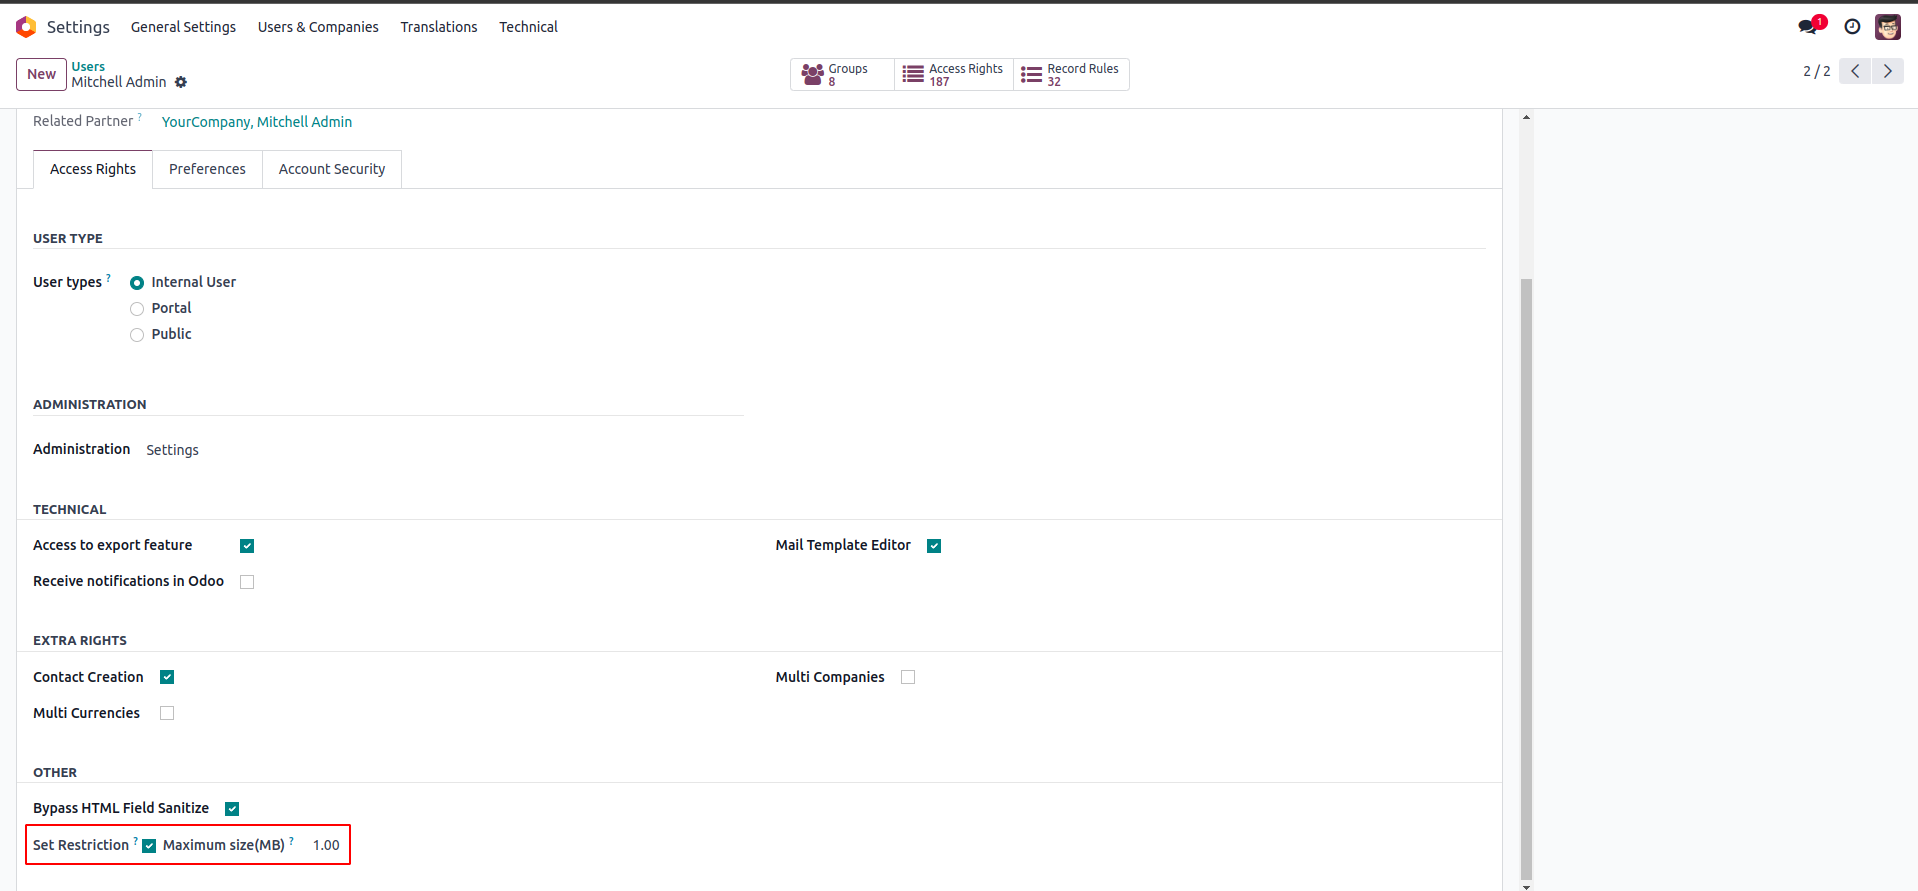 Settings General Settings Users & Companies Translations Technical 1
New Users Mitchell Admin Groups 8 Access Rights 187 Record Rules 32 2 / 2
Related Partner ? YourCompany, Mitchell Admin
Access Rights Preferences Account Security
USER TYPE
User types ? Internal User
Portal
Public
ADMINISTRATION
Administration Settings
TECHNICAL
Access to export feature Mail Template Editor
Receive notifications in Odoo
EXTRA RIGHTS
Contact Creation Multi Companies
Multi Currencies
OTHER
Bypass HTML Field Sanitize
Set Restriction ? Maximum size(MB) ? 1.00